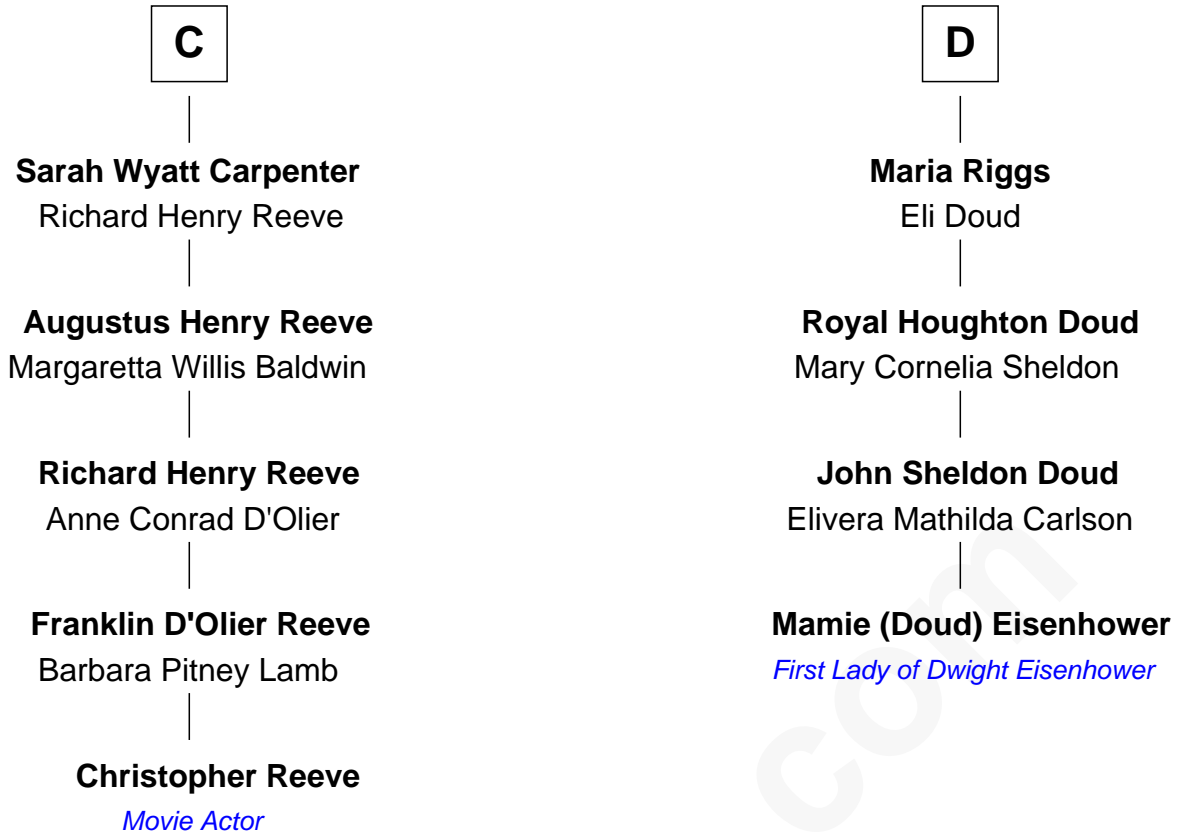 C
Sarah Wyatt Carpenter
Richard Henry Reeve
Augustus Henry Reeve
Margaretta Willis Baldwin
Richard Henry Reeve
Anne Conrad D'Olier
Franklin D'Olier Reeve
Barbara Pitney Lamb
Christopher Reeve
Movie Actor
D
Maria Riggs
Eli Doud
Royal Houghton Doud
Mary Cornelia Sheldon
John Sheldon Doud
Elivera Mathilda Carlson
Mamie (Doud) Eisenhower
First Lady of Dwight Eisenhower
com